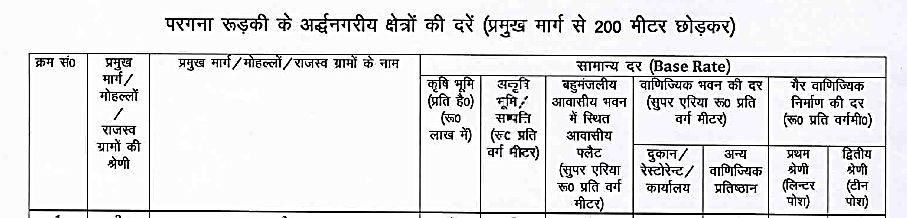 परगना रूड़की के अर्द्धनगरीय क्षेत्रों की दरें (प्रमुख मार्ग से 200 मीटर छोड़कर)
क्रम सं0
प्रमुख
मार्ग/
मोहल्लों
/
राजस्व
ग्रामों की
श्रेणी
प्रमुख मार्ग/मोहल्लों/राजस्व ग्रामों के नाम
सामान्य दर (Base Rate)
कृषि भूमि
(प्रति है0)
(रू0
लाख में)
अकृषि
भूमि/
सम्पत्ति
(रू0 प्रति
वर्ग मीटर)
बहुमंजलीय
आवासीय भवन
में स्थित
आवासीय
फ्लैट
(सुपर एरिया
रू0 प्रति वर्ग
मीटर)
वाणिज्यिक भवन की दर
(सुपर एरिया रू0 प्रति
वर्ग मीटर)
दुकान/
रेस्टोरेन्ट/
कार्यालय
अन्य
वाणिज्यिक
प्रतिष्ठान
गैर वाणिज्यिक
निर्माण की दर
(रू0 प्रति वर्गमी0)
प्रथम
श्रेणी
(लिन्टर
पोश)
द्वितीय
श्रेणी
(टीन
पोश)